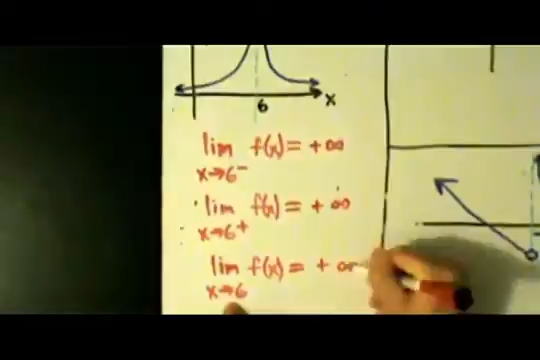 6
x
lim f(x) = +∞
x→6⁻
lim f(x) = +∞
x→6⁺
lim f(x) = +
x→6